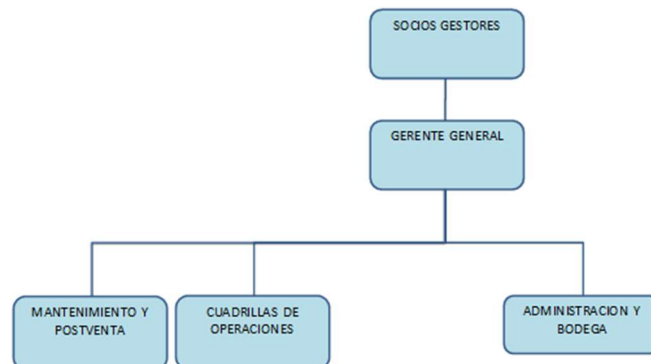 SOCIOS GESTORES
GERENTE GENERAL
MANTENIMIENTO Y
POSTVENTA
CUADRILLAS DE
OPERACIONES
ADMINISTRACION Y
BODEGA